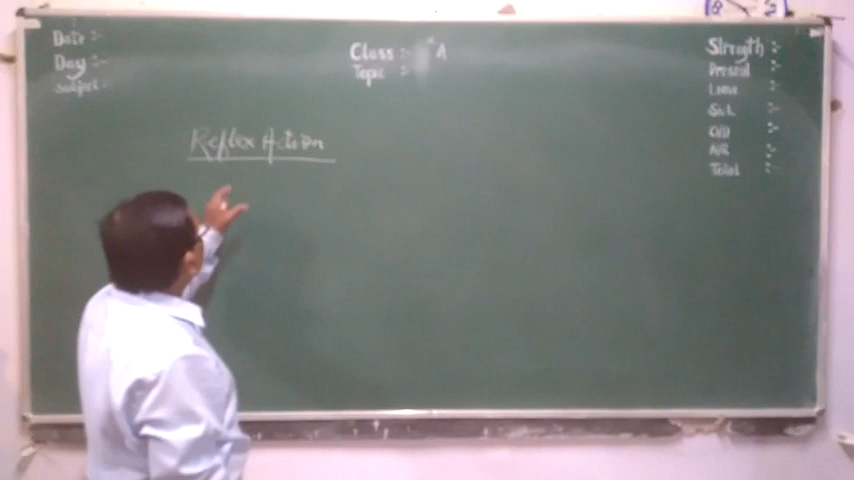 Date :-
Day :-
Subject :-
Class :- A
Topic :-
Strength :-
Present :-
Leave :-
Sick :-
O/D :-
A/R :-
Total :-
Reflex Action